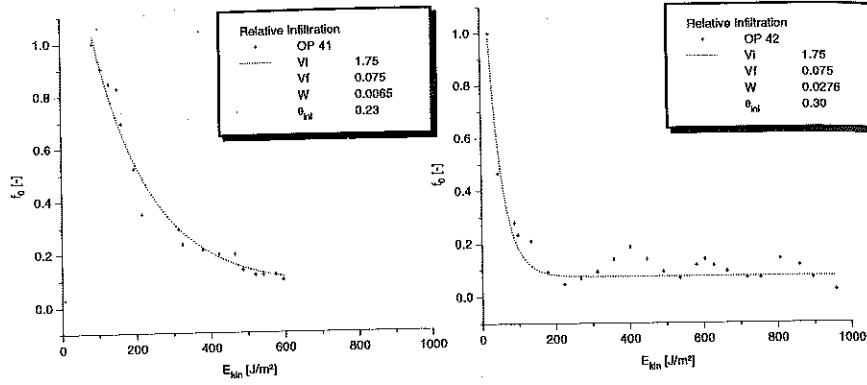 Relative Infiltration
OP 41
Vi 1.75
Vf 0.075
W 0.0065
θini 0.23
1.0
0.8
0.6
0.4
0.2
0.0
f0 [-]
0 200 400 600 800 1000
Ekin [J/m²]
Relative Infiltration
OP 42
Vi 1.75
Vf 0.075
W 0.0276
θini 0.30
1.0
0.8
0.6
0.4
0.2
0.0
f0 [-]
0 200 400 600 800 1000
Ekin [J/m²]